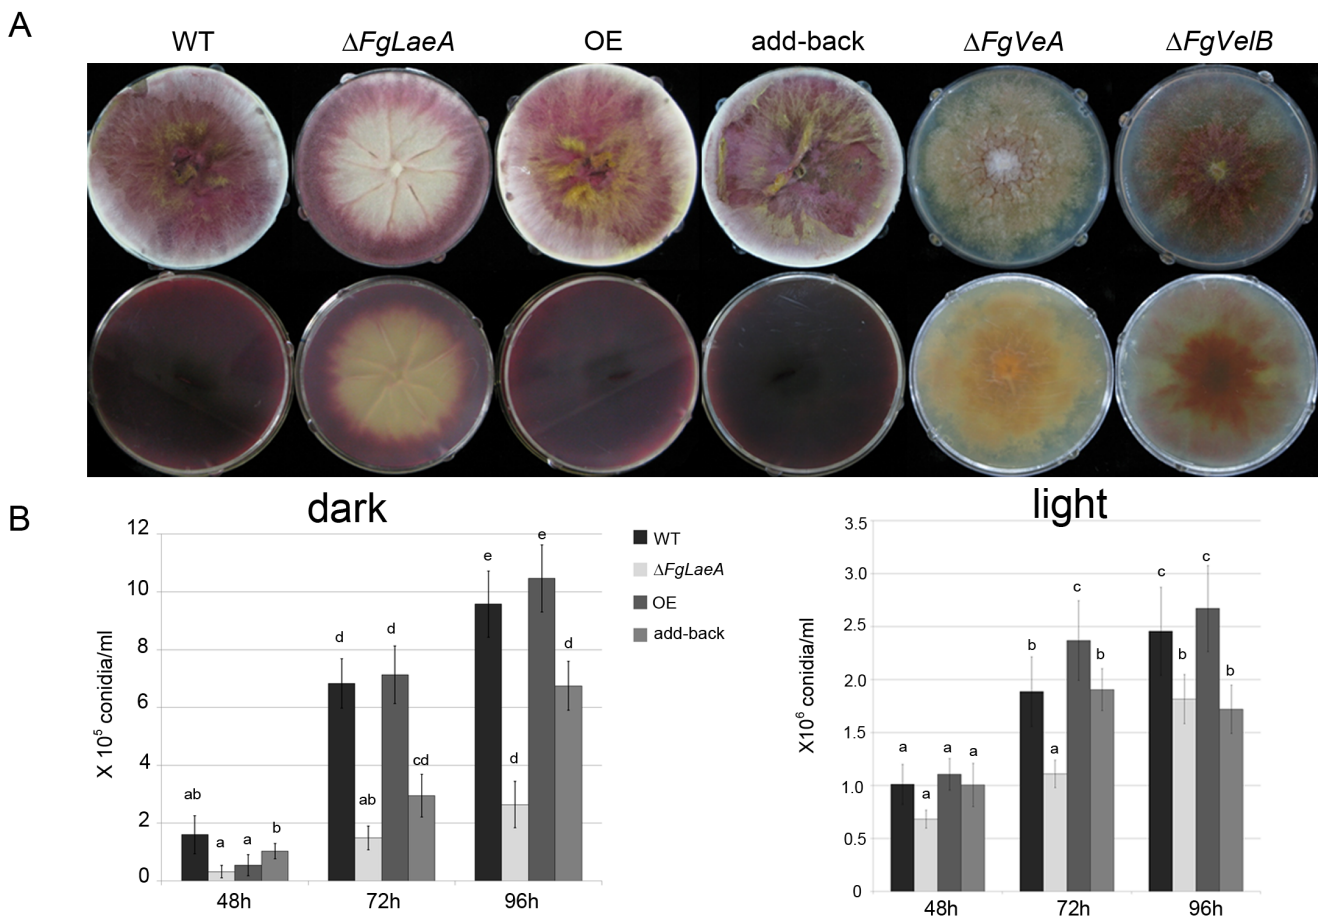 A
WT ΔFgLaeA OE add-back ΔFgVeA ΔFgVelB
B
dark
12
10
8
6
4
2
0
X 10⁵ conidia/ml
ab a a b
d ab d cd
e d e d
48h 72h 96h
WT
ΔFgLaeA
OE
add-back
light
3.5
3.0
2.5
2.0
1.5
1.0
0.5
0
X10⁶ conidia/ml
a a a a
b a c b
c b c b
48h 72h 96h